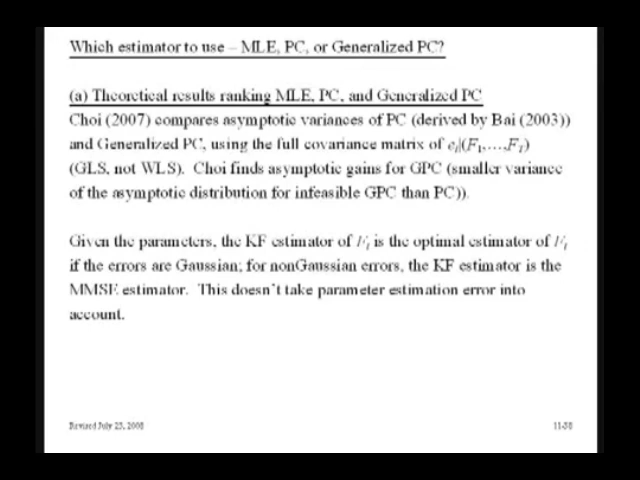 Which estimator to use – MLE, PC, or Generalized PC?
(a) Theoretical results ranking MLE, PC, and Generalized PC
Choi (2007) compares asymptotic variances of PC (derived by Bai (2003))
and Generalized PC, using the full covariance matrix of e_t|(F_1,…,F_T)
(GLS, not WLS). Choi finds asymptotic gains for GPC (smaller variance
of the asymptotic distribution for infeasible GPC than PC)).
Given the parameters, the KF estimator of F_t is the optimal estimator of F_t
if the errors are Gaussian; for nonGaussian errors, the KF estimator is the
MMSE estimator. This doesn't take parameter estimation error into
account.
Revised July 23, 2008